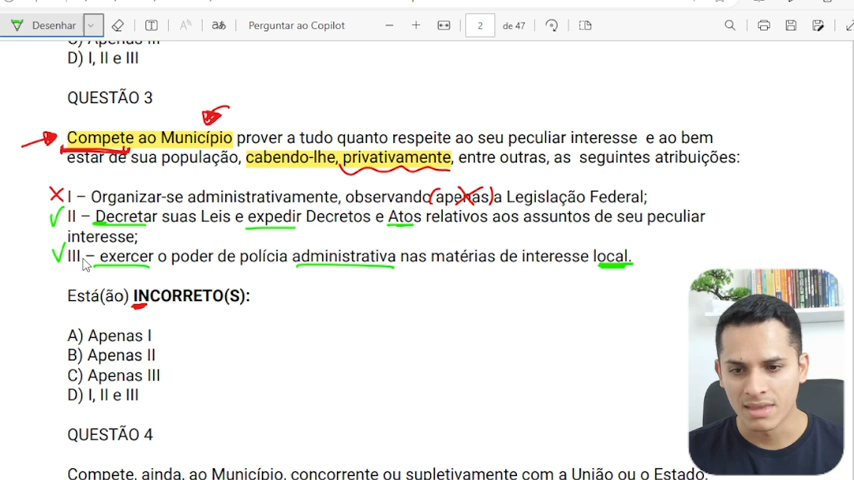 Desenhar
A
aあ
Perguntar ao Copilot
2
de 47
D) I, II e III
QUESTÃO 3
Compete ao Município prover a tudo quanto respeite ao seu peculiar interesse e ao bem
estar de sua população, cabendo-lhe, privativamente, entre outras, as seguintes atribuições:
I – Organizar-se administrativamente, observando (apenas) a Legislação Federal;
II – Decretar suas Leis e expedir Decretos e Atos relativos aos assuntos de seu peculiar
interesse;
III – exercer o poder de polícia administrativa nas matérias de interesse local.
Está(ão) INCORRETO(S):
A) Apenas I
B) Apenas II
C) Apenas III
D) I, II e III
QUESTÃO 4
Compete, ainda, ao Município, concorrente ou supletivamente com a União ou o Estado,